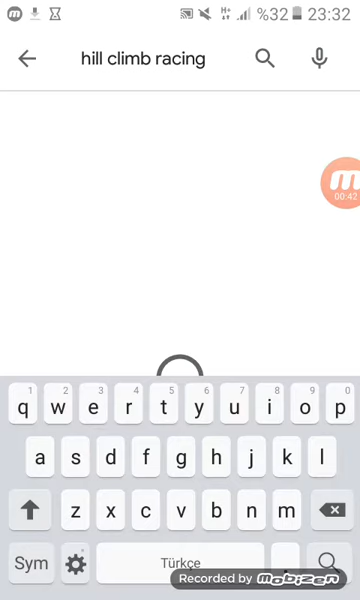 %32 23:32
hill climb racing
00:42
1 2 3 4 5 6 7 8 9 0
q w e r t y u i o p
a s d f g h j k l
z x c v b n m
Sym Türkçe .
Recorded by mobizen